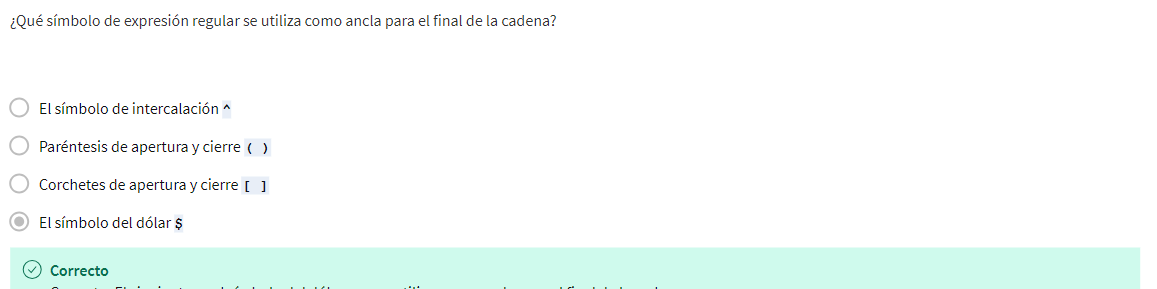 ¿Qué símbolo de expresión regular se utiliza como ancla para el final de la cadena?
El símbolo de intercalación ^
Paréntesis de apertura y cierre ( )
Corchetes de apertura y cierre [ ]
El símbolo del dólar $
Correcto